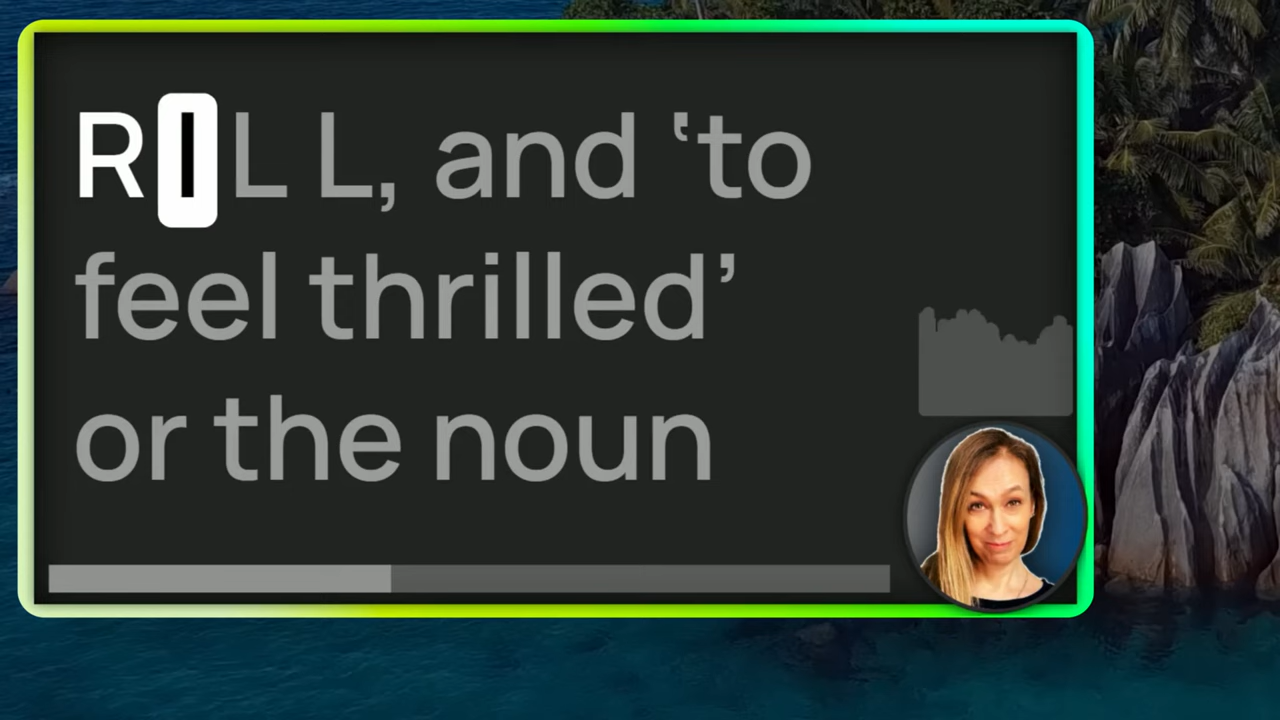 R I L L, and ‘to
feel thrilled’
or the noun